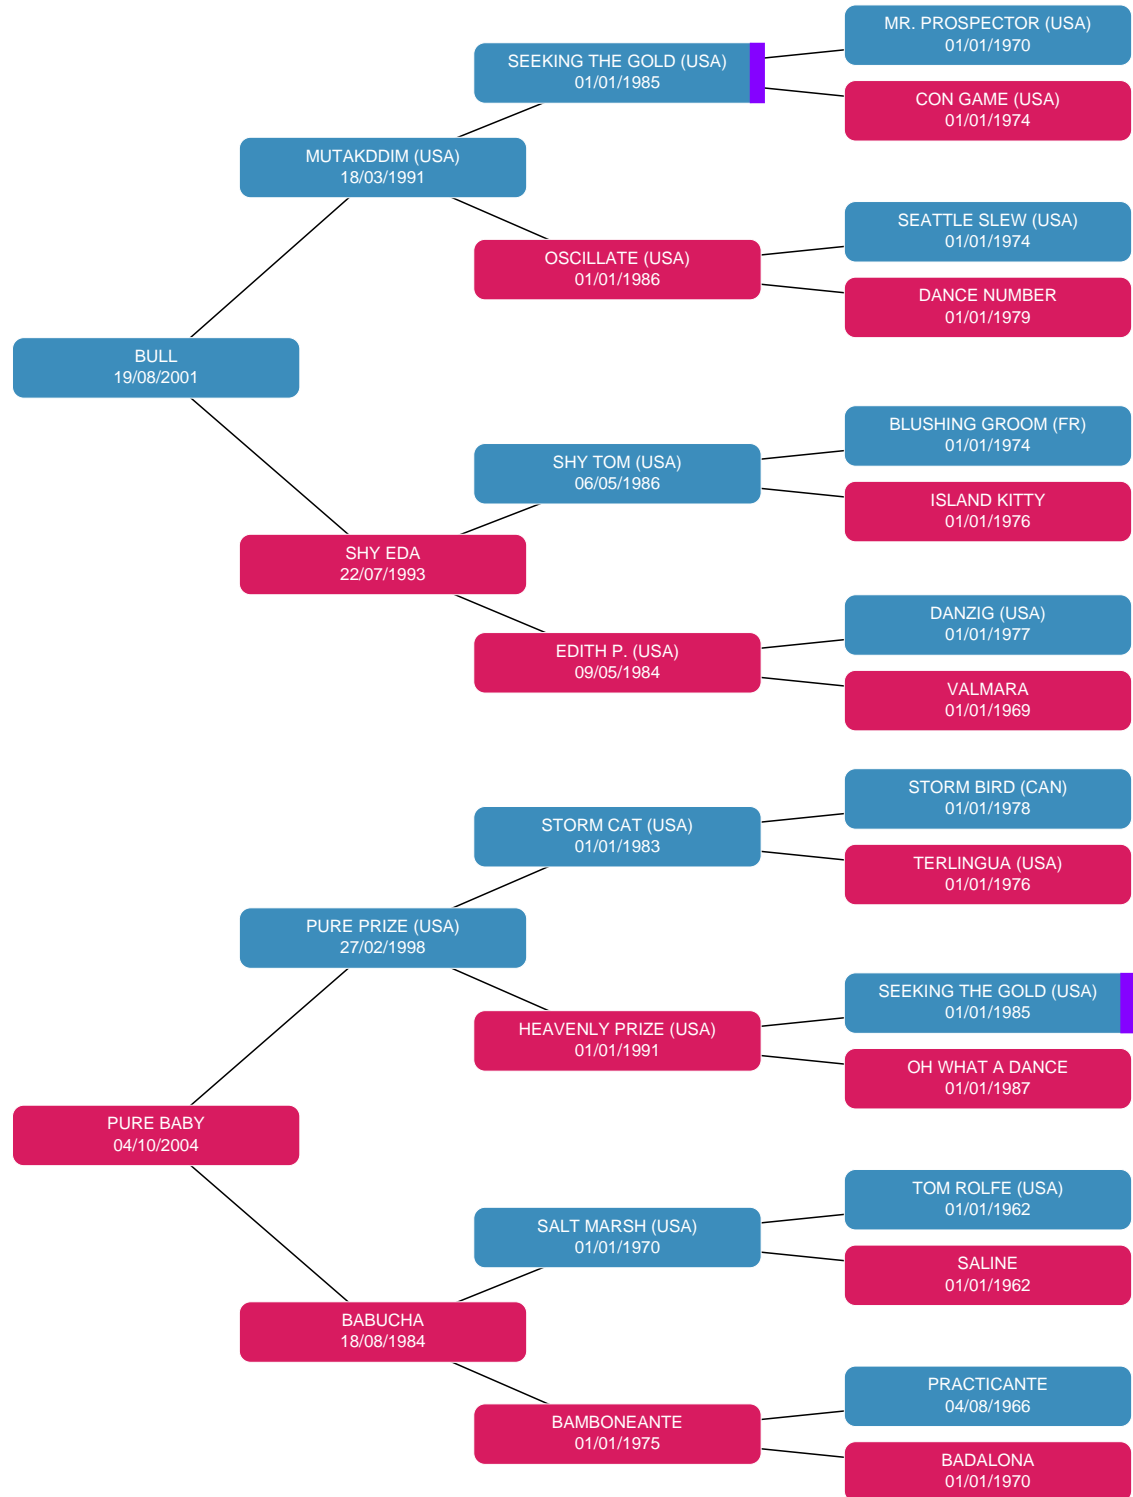 MR. PROSPECTOR (USA)
01/01/1970
SEEKING THE GOLD (USA)
01/01/1985
CON GAME (USA)
01/01/1974
MUTAKDDIM (USA)
18/03/1991
SEATTLE SLEW (USA)
01/01/1974
OSCILLATE (USA)
01/01/1986
DANCE NUMBER
01/01/1979
BULL
19/08/2001
BLUSHING GROOM (FR)
01/01/1974
SHY TOM (USA)
06/05/1986
ISLAND KITTY
01/01/1976
SHY EDA
22/07/1993
DANZIG (USA)
01/01/1977
EDITH P. (USA)
09/05/1984
VALMARA
01/01/1969
STORM BIRD (CAN)
01/01/1978
STORM CAT (USA)
01/01/1983
TERLINGUA (USA)
01/01/1976
PURE PRIZE (USA)
27/02/1998
SEEKING THE GOLD (USA)
01/01/1985
HEAVENLY PRIZE (USA)
01/01/1991
OH WHAT A DANCE
01/01/1987
PURE BABY
04/10/2004
TOM ROLFE (USA)
01/01/1962
SALT MARSH (USA)
01/01/1970
SALINE
01/01/1962
BABUCHA
18/08/1984
PRACTICANTE
04/08/1966
BAMBONEANTE
01/01/1975
BADALONA
01/01/1970